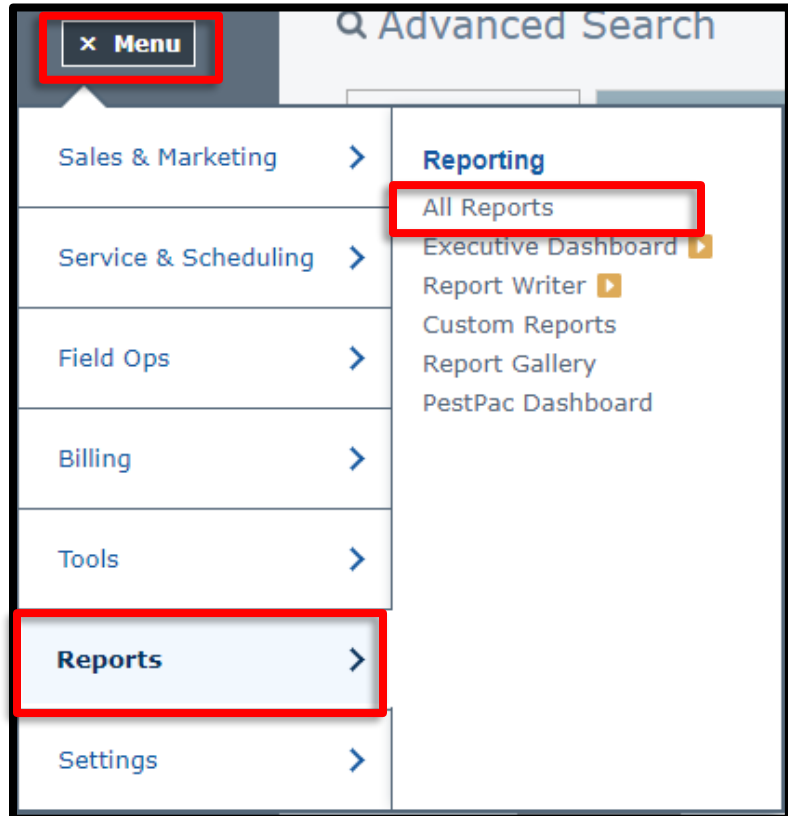 × Menu
Advanced Search
Sales & Marketing
Service & Scheduling
Field Ops
Billing
Tools
Reports
Settings
Reporting
All Reports
Executive Dashboard
Report Writer
Custom Reports
Report Gallery
PestPac Dashboard